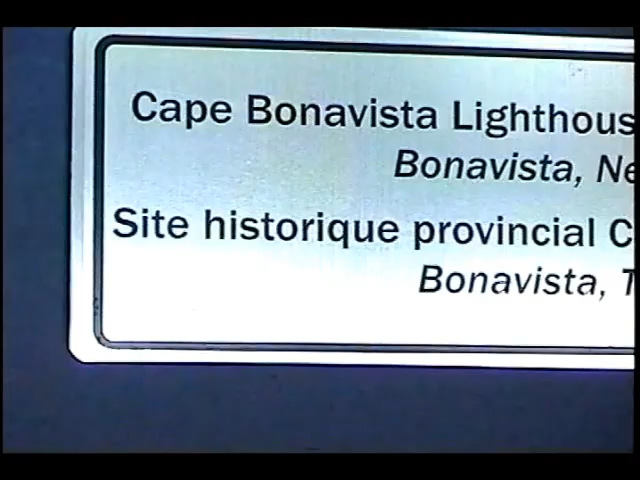 Cape Bonavista Lighthous
Bonavista, Ne
Site historique provincial C
Bonavista, T